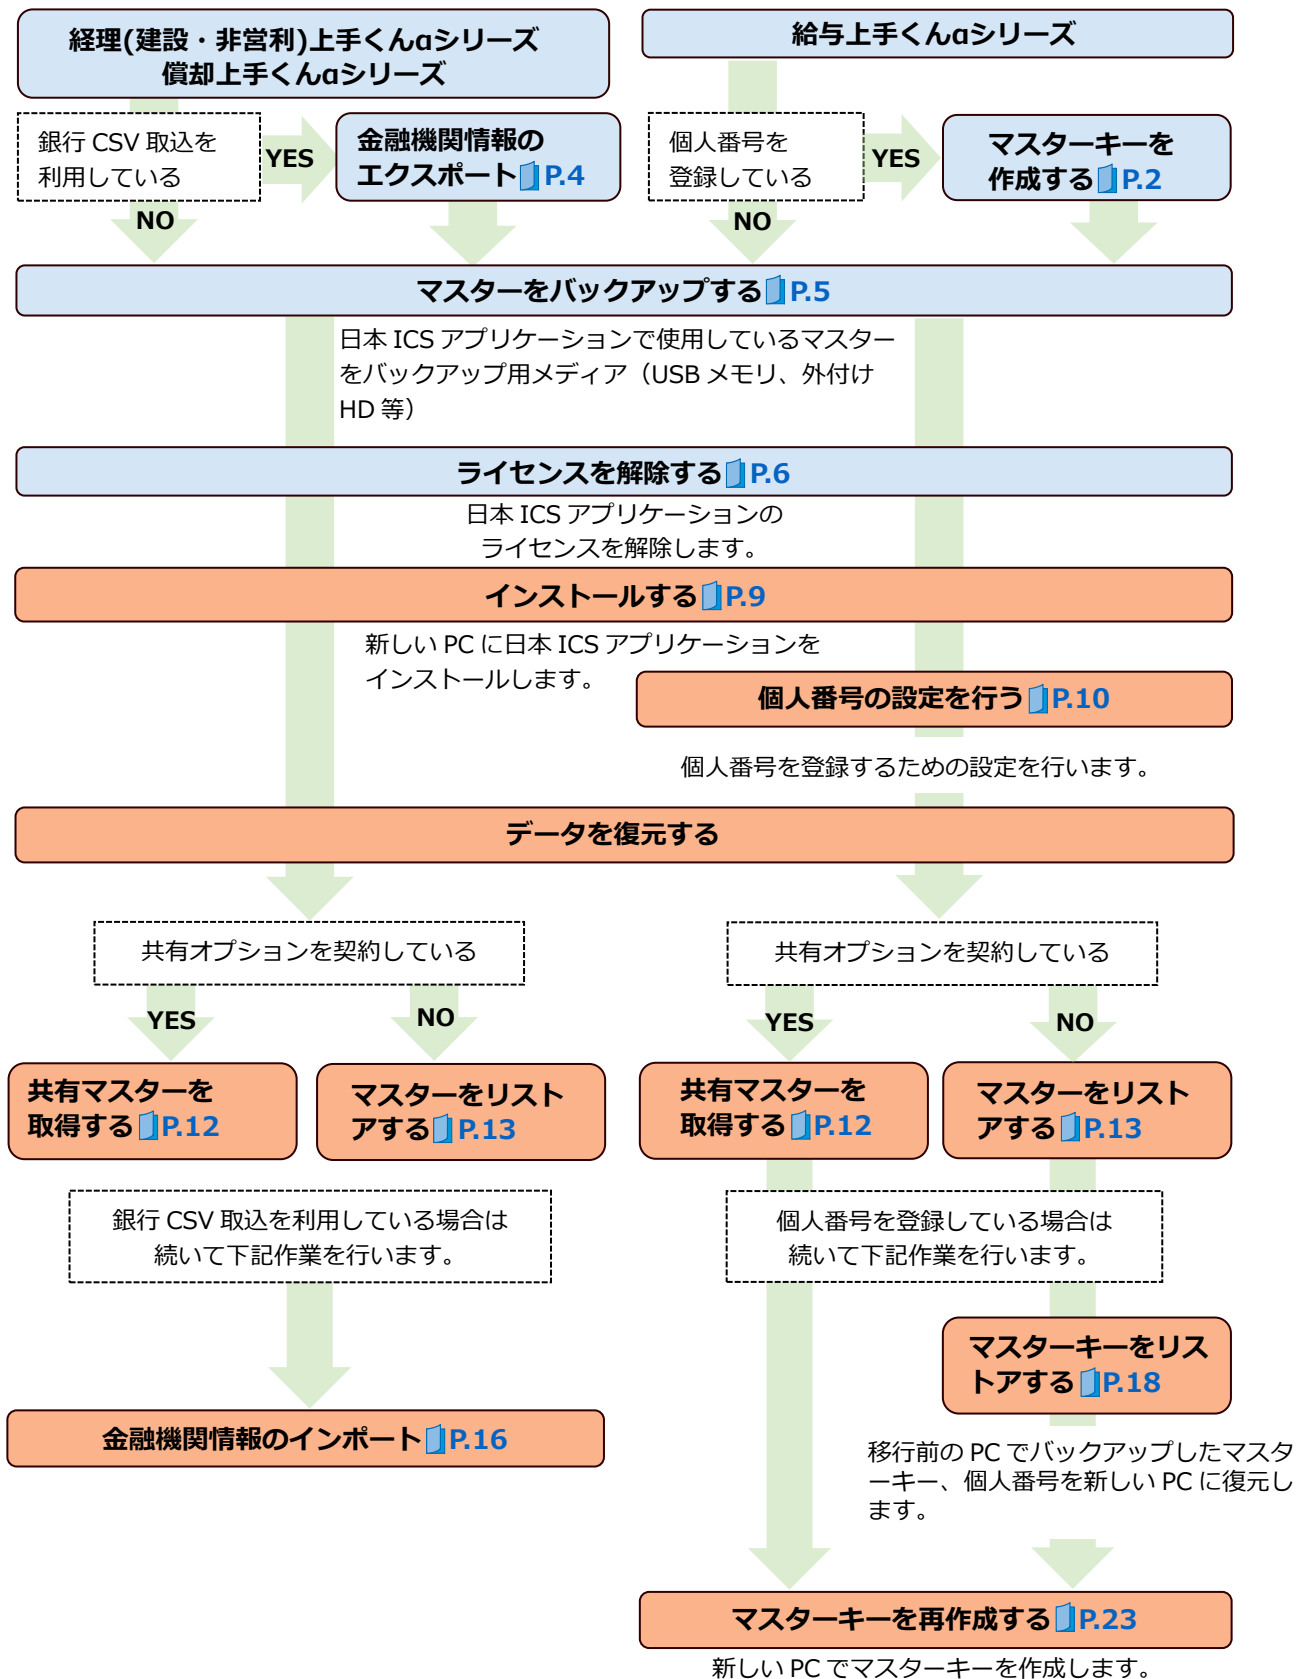 経理(建設・非営利)上手くんαシリーズ
償却上手くんαシリーズ
給与上手くんαシリーズ
銀行 CSV 取込を
利用している
YES
金融機関情報の
エクスポート P.4
NO
個人番号を
登録している
YES
マスターキーを
作成する P.2
NO
マスターをバックアップする P.5
日本 ICS アプリケーションで使用しているマスター
をバックアップ用メディア（USB メモリ、外付け
HD 等）
ライセンスを解除する P.6
日本 ICS アプリケーションの
ライセンスを解除します。
インストールする P.9
新しい PC に日本 ICS アプリケーションを
インストールします。
個人番号の設定を行う P.10
個人番号を登録するための設定を行います。
データを復元する
共有オプションを契約している
YES
NO
共有マスターを
取得する P.12
マスターをリスト
アする P.13
銀行 CSV 取込を利用している場合は
続いて下記作業を行います。
金融機関情報のインポート P.16
共有オプションを契約している
YES
NO
共有マスターを
取得する P.12
マスターをリスト
アする P.13
個人番号を登録している場合は
続いて下記作業を行います。
マスターキーをリス
トアする P.18
移行前の PC でバックアップしたマスタ
ーキー、個人番号を新しい PC に復元し
ます。
マスターキーを再作成する P.23
新しい PC でマスターキーを作成します。